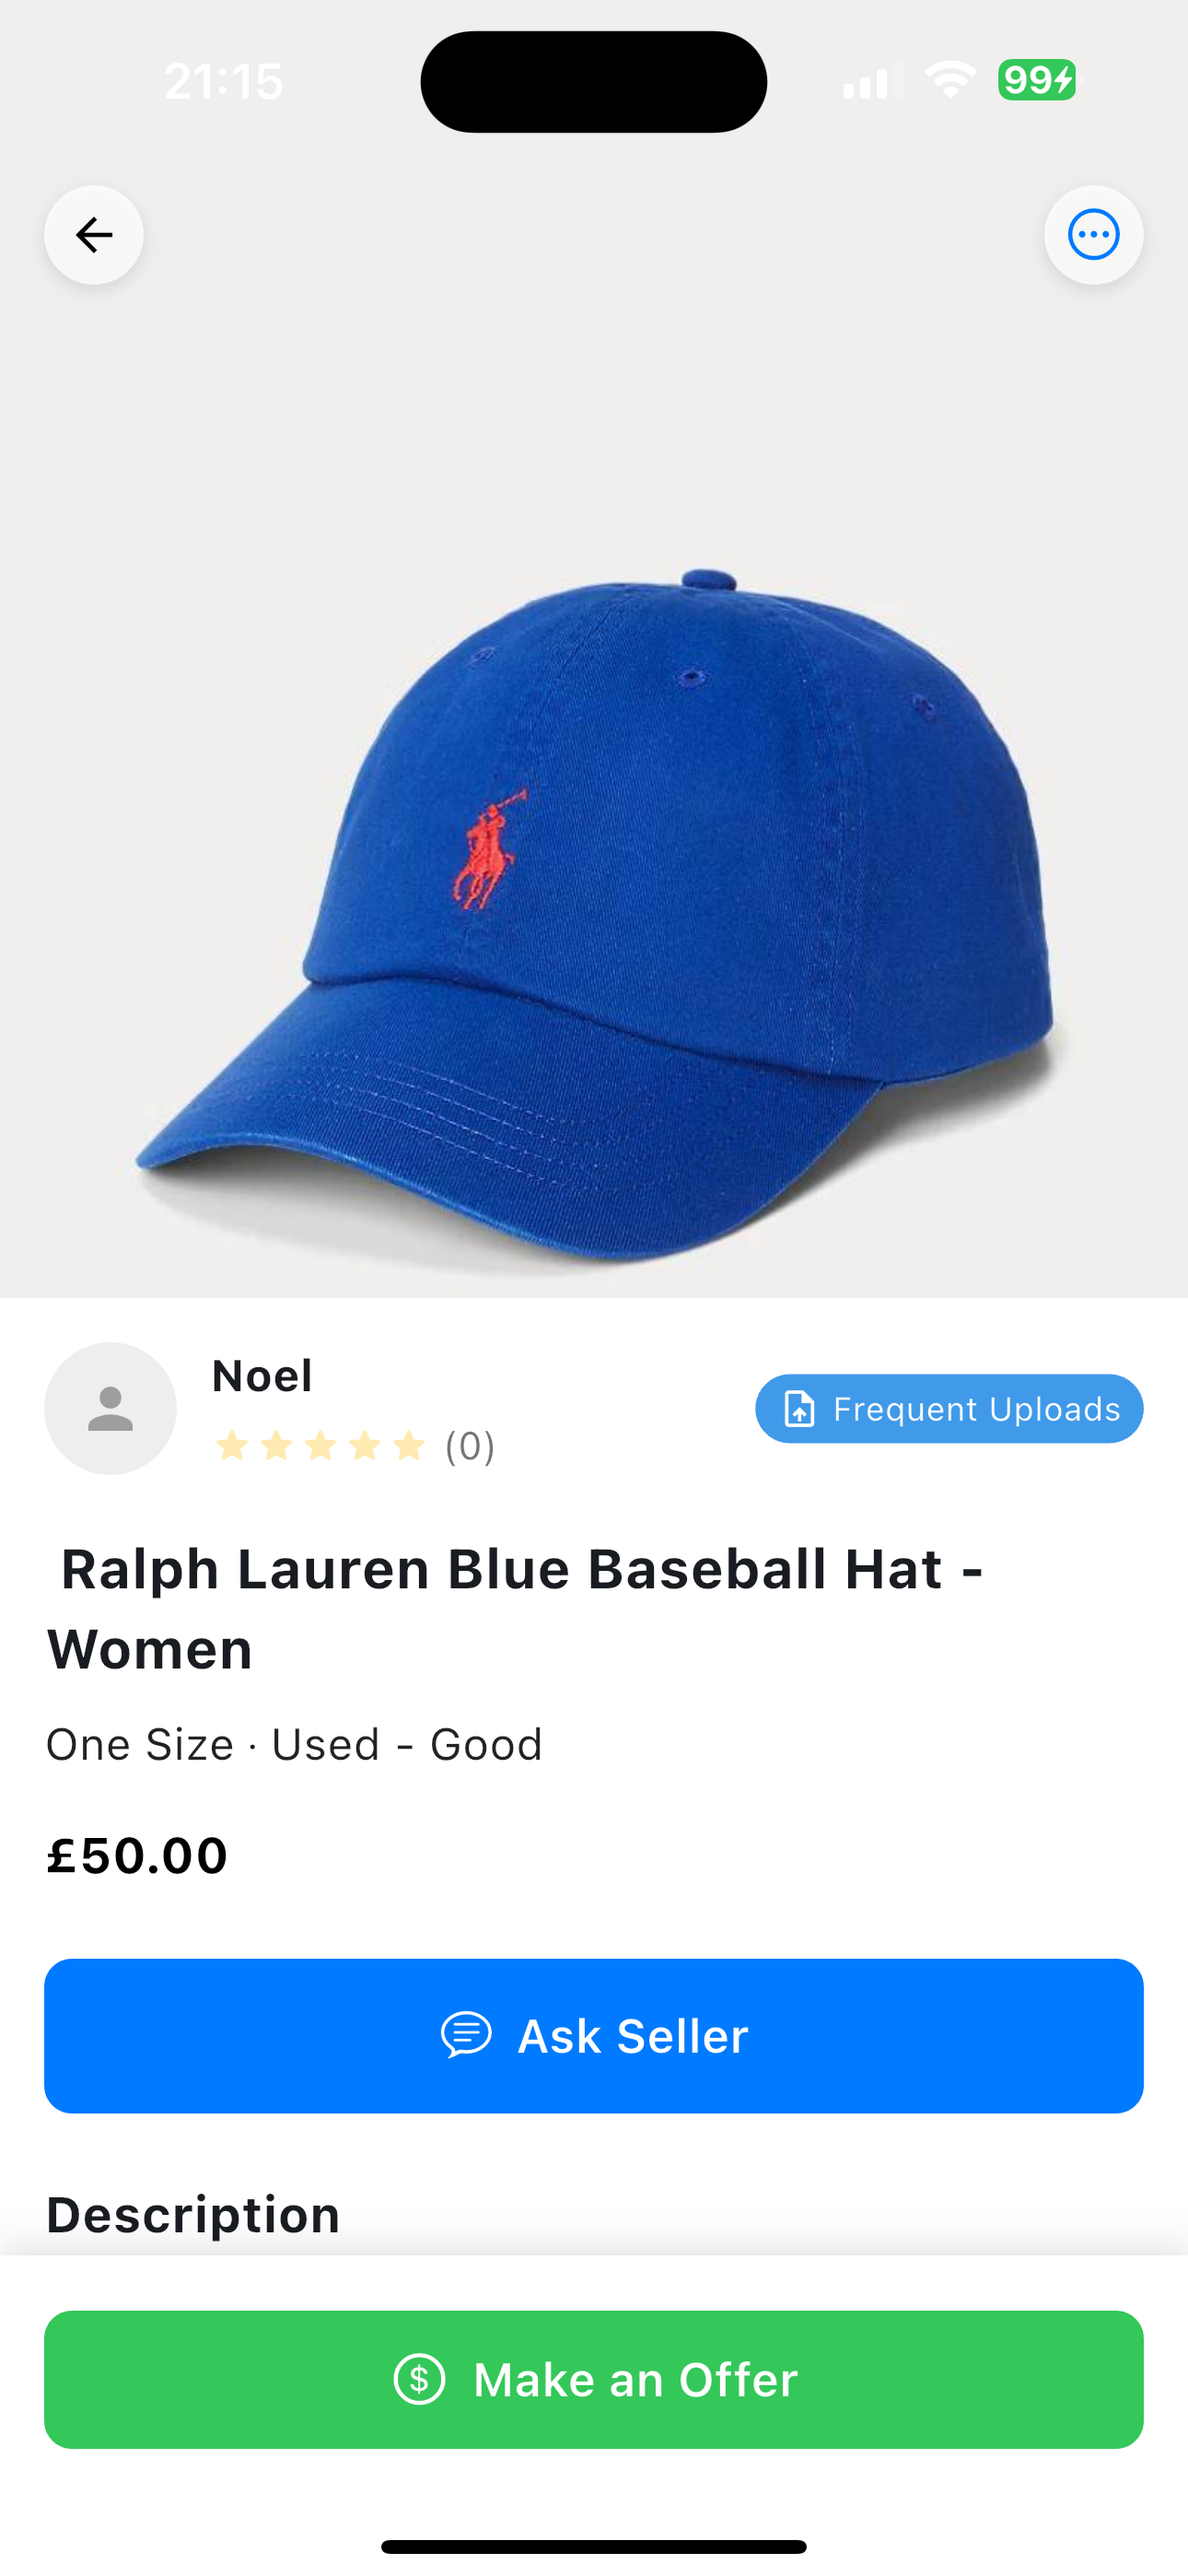 21:15
99
Noel
(0)
Frequent Uploads
Ralph Lauren Blue Baseball Hat -
Women
One Size · Used - Good
£50.00
Ask Seller
Description
$ Make an Offer